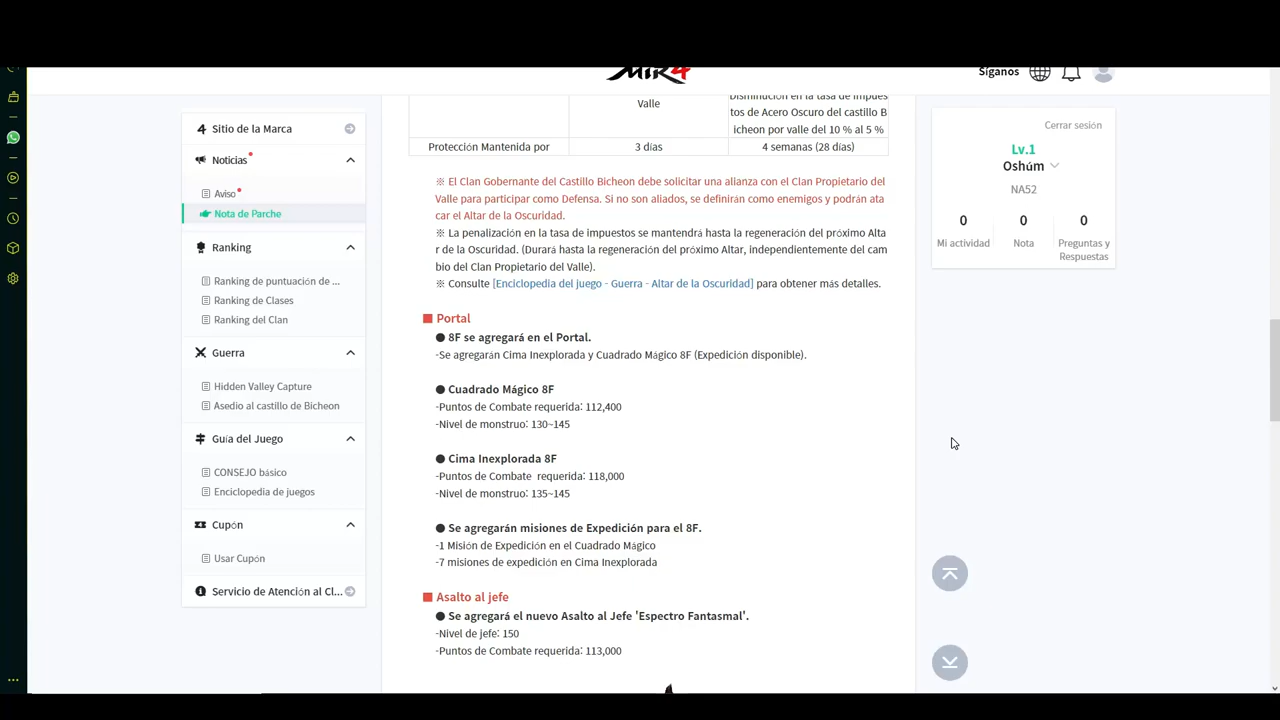 MIR4
Síganos
4 Sitio de la Marca
Noticias
Aviso
Nota de Parche
Ranking
Ranking de puntuación de ...
Ranking de Clases
Ranking del Clan
Guerra
Hidden Valley Capture
Asedio al castillo de Bicheon
Guía del Juego
CONSEJO básico
Enciclopedia de juegos
Cupón
Usar Cupón
Servicio de Atención al Cl...
Valle
Disminución en la tasa de impues
tos de Acero Oscuro del castillo B
icheon por valle del 10 % al 5 %
Protección Mantenida por
3 días
4 semanas (28 días)
※ El Clan Gobernante del Castillo Bicheon debe solicitar una alianza con el Clan Propietario del
Valle para participar como Defensa. Si no son aliados, se definirán como enemigos y podrán ata
car el Altar de la Oscuridad.
※ La penalización en la tasa de impuestos se mantendrá hasta la regeneración del próximo Alta
r de la Oscuridad. (Durará hasta la regeneración del próximo Altar, independientemente del cam
bio del Clan Propietario del Valle).
※ Consulte [Enciclopedia del juego - Guerra - Altar de la Oscuridad] para obtener más detalles.
■ Portal
● 8F se agregará en el Portal.
-Se agregarán Cima Inexplorada y Cuadrado Mágico 8F (Expedición disponible).
● Cuadrado Mágico 8F
-Puntos de Combate requerida: 112,400
-Nivel de monstruo: 130~145
● Cima Inexplorada 8F
-Puntos de Combate  requerida: 118,000
-Nivel de monstruo: 135~145
● Se agregarán misiones de Expedición para el 8F.
-1 Misión de Expedición en el Cuadrado Mágico
-7 misiones de expedición en Cima Inexplorada
■ Asalto al jefe
● Se agregará el nuevo Asalto al Jefe 'Espectro Fantasmal'.
-Nivel de jefe: 150
-Puntos de Combate requerida: 113,000
Cerrar sesión
Lv.1
Oshúm
NA52
0
0
0
Mi actividad
Nota
Preguntas y
Respuestas